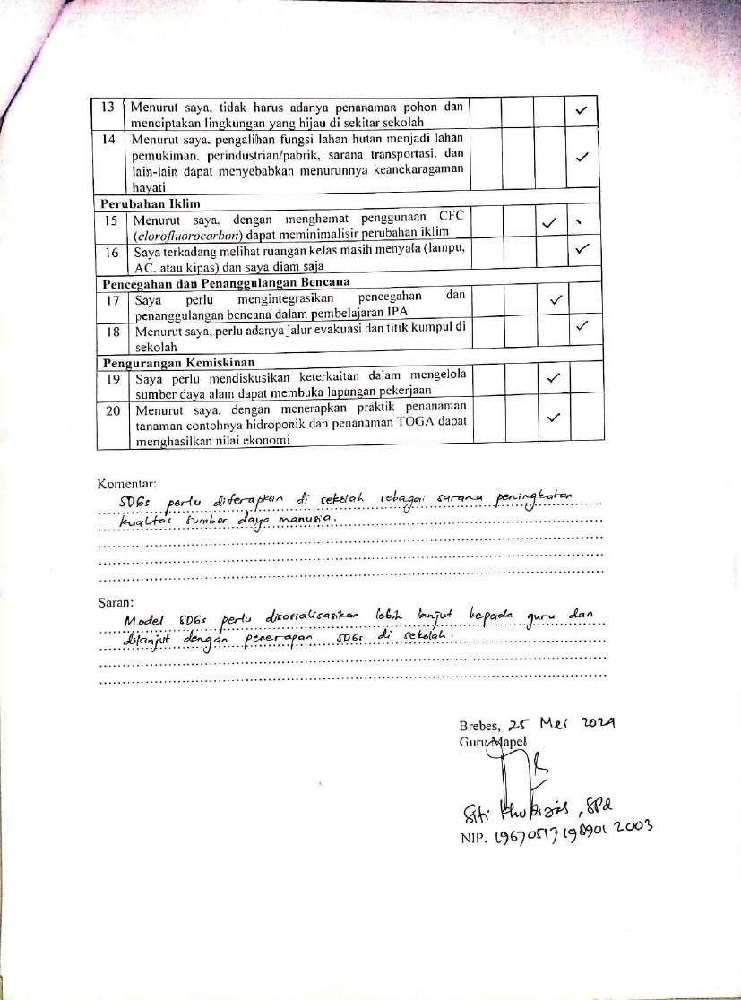 13 Menurut saya, tidak harus adanya penanaman pohon dan ✓
menciptakan lingkungan yang hijau di sekitar sekolah
14 Menurut saya, pengalihan fungsi lahan hutan menjadi lahan
pemukiman, perindustrian/pabrik, sarana transportasi, dan ✓
lain-lain dapat menyebabkan menurunnya keanekaragaman
hayati
Perubahan Iklim
15 Menurut saya, dengan menghemat penggunaan CFC ✓
(clorofluorocarbon) dapat meminimalisir perubahan iklim
16 Saya terkadang melihat ruangan kelas masih menyala (lampu, ✓
AC, atau kipas) dan saya diam saja
Pencegahan dan Penanggulangan Bencana
17 Saya perlu mengintegrasikan pencegahan dan ✓
penanggulangan bencana dalam pembelajaran IPA
18 Menurut saya, perlu adanya jalur evakuasi dan titik kumpul di ✓
sekolah
Pengurangan Kemiskinan
19 Saya perlu mendiskusikan keterkaitan dalam mengelola ✓
sumber daya alam dapat membuka lapangan pekerjaan
20 Menurut saya, dengan menerapkan praktik penanaman
tanaman contohnya hidroponik dan penanaman TOGA dapat ✓
menghasilkan nilai ekonomi
Komentar:
SDGs perlu diterapkan di sekolah sebagai sarana peningkatan
kualitas sumber daya manusia.
Saran:
Model SDGs perlu disosialisasikan lebih lanjut kepada guru dan
dilanjut dengan penerapan SDGs di sekolah.
Brebes, 25 Mei 2024
Guru Mapel
Siti , SPd
NIP. 19670517 198901 2003